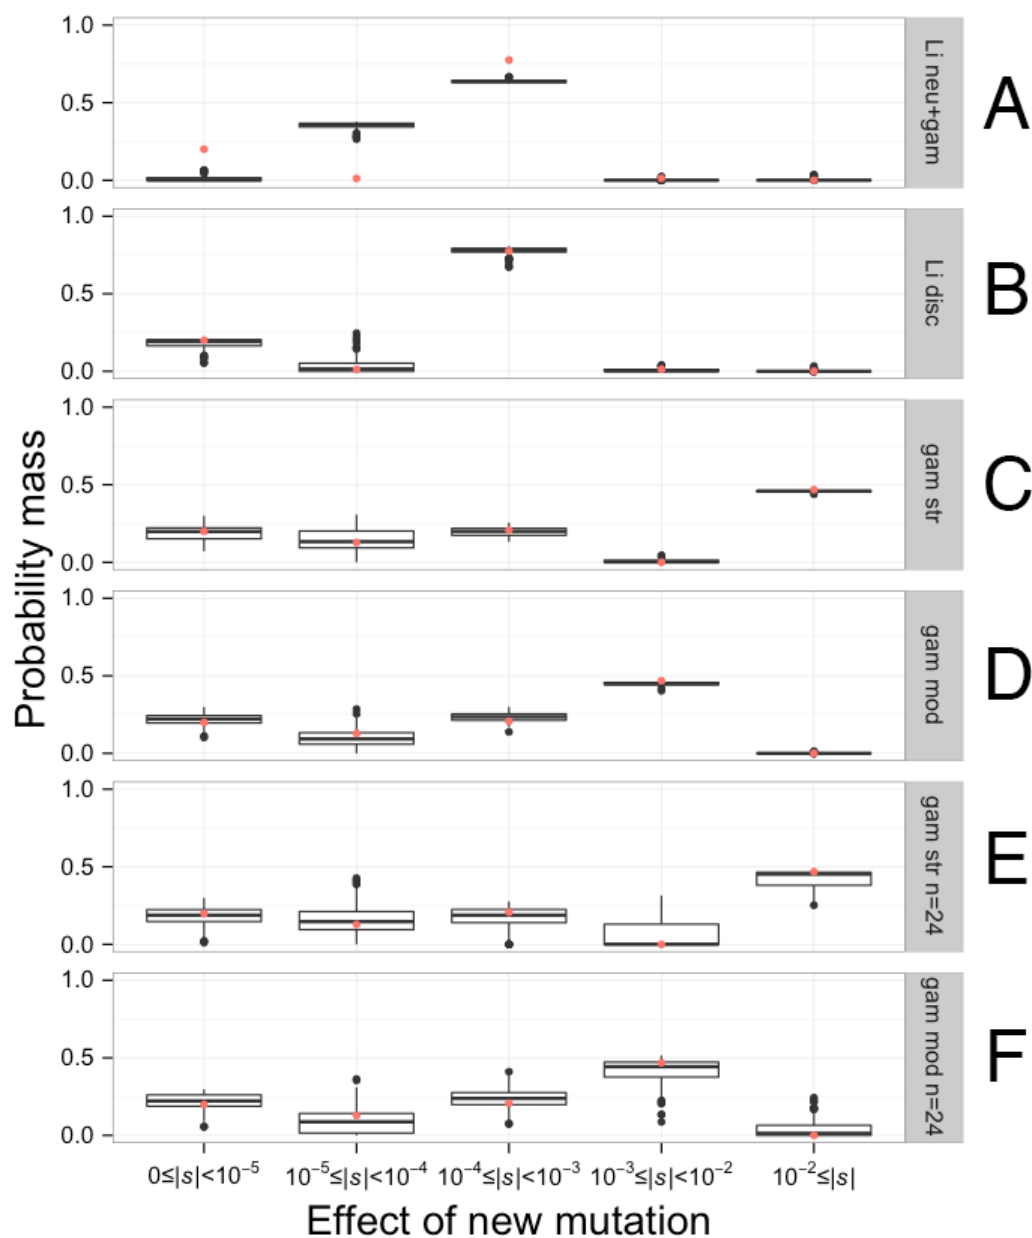 1.0
0.5
0.0
Li neu+gam
A
1.0
0.5
0.0
Li disc
B
1.0
0.5
0.0
gam str
C
1.0
0.5
0.0
gam mod
D
1.0
0.5
0.0
gam str n=24
E
1.0
0.5
0.0
gam mod n=24
F
Probability mass
0≤|s|<10⁻⁵ 10⁻⁵≤|s|<10⁻⁴ 10⁻⁴≤|s|<10⁻³ 10⁻³≤|s|<10⁻² 10⁻²≤|s|
Effect of new mutation